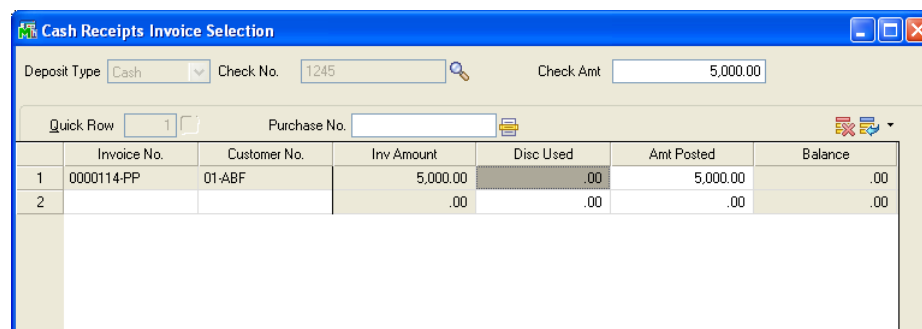 Cash Receipts Invoice Selection
Deposit Type Cash Check No. 1245 Check Amt 5,000.00
Quick Row 1 Purchase No.
Invoice No. Customer No. Inv Amount Disc Used Amt Posted Balance
1 0000114-PP 01-ABF 5,000.00 .00 5,000.00 .00
2 .00 .00 .00 .00